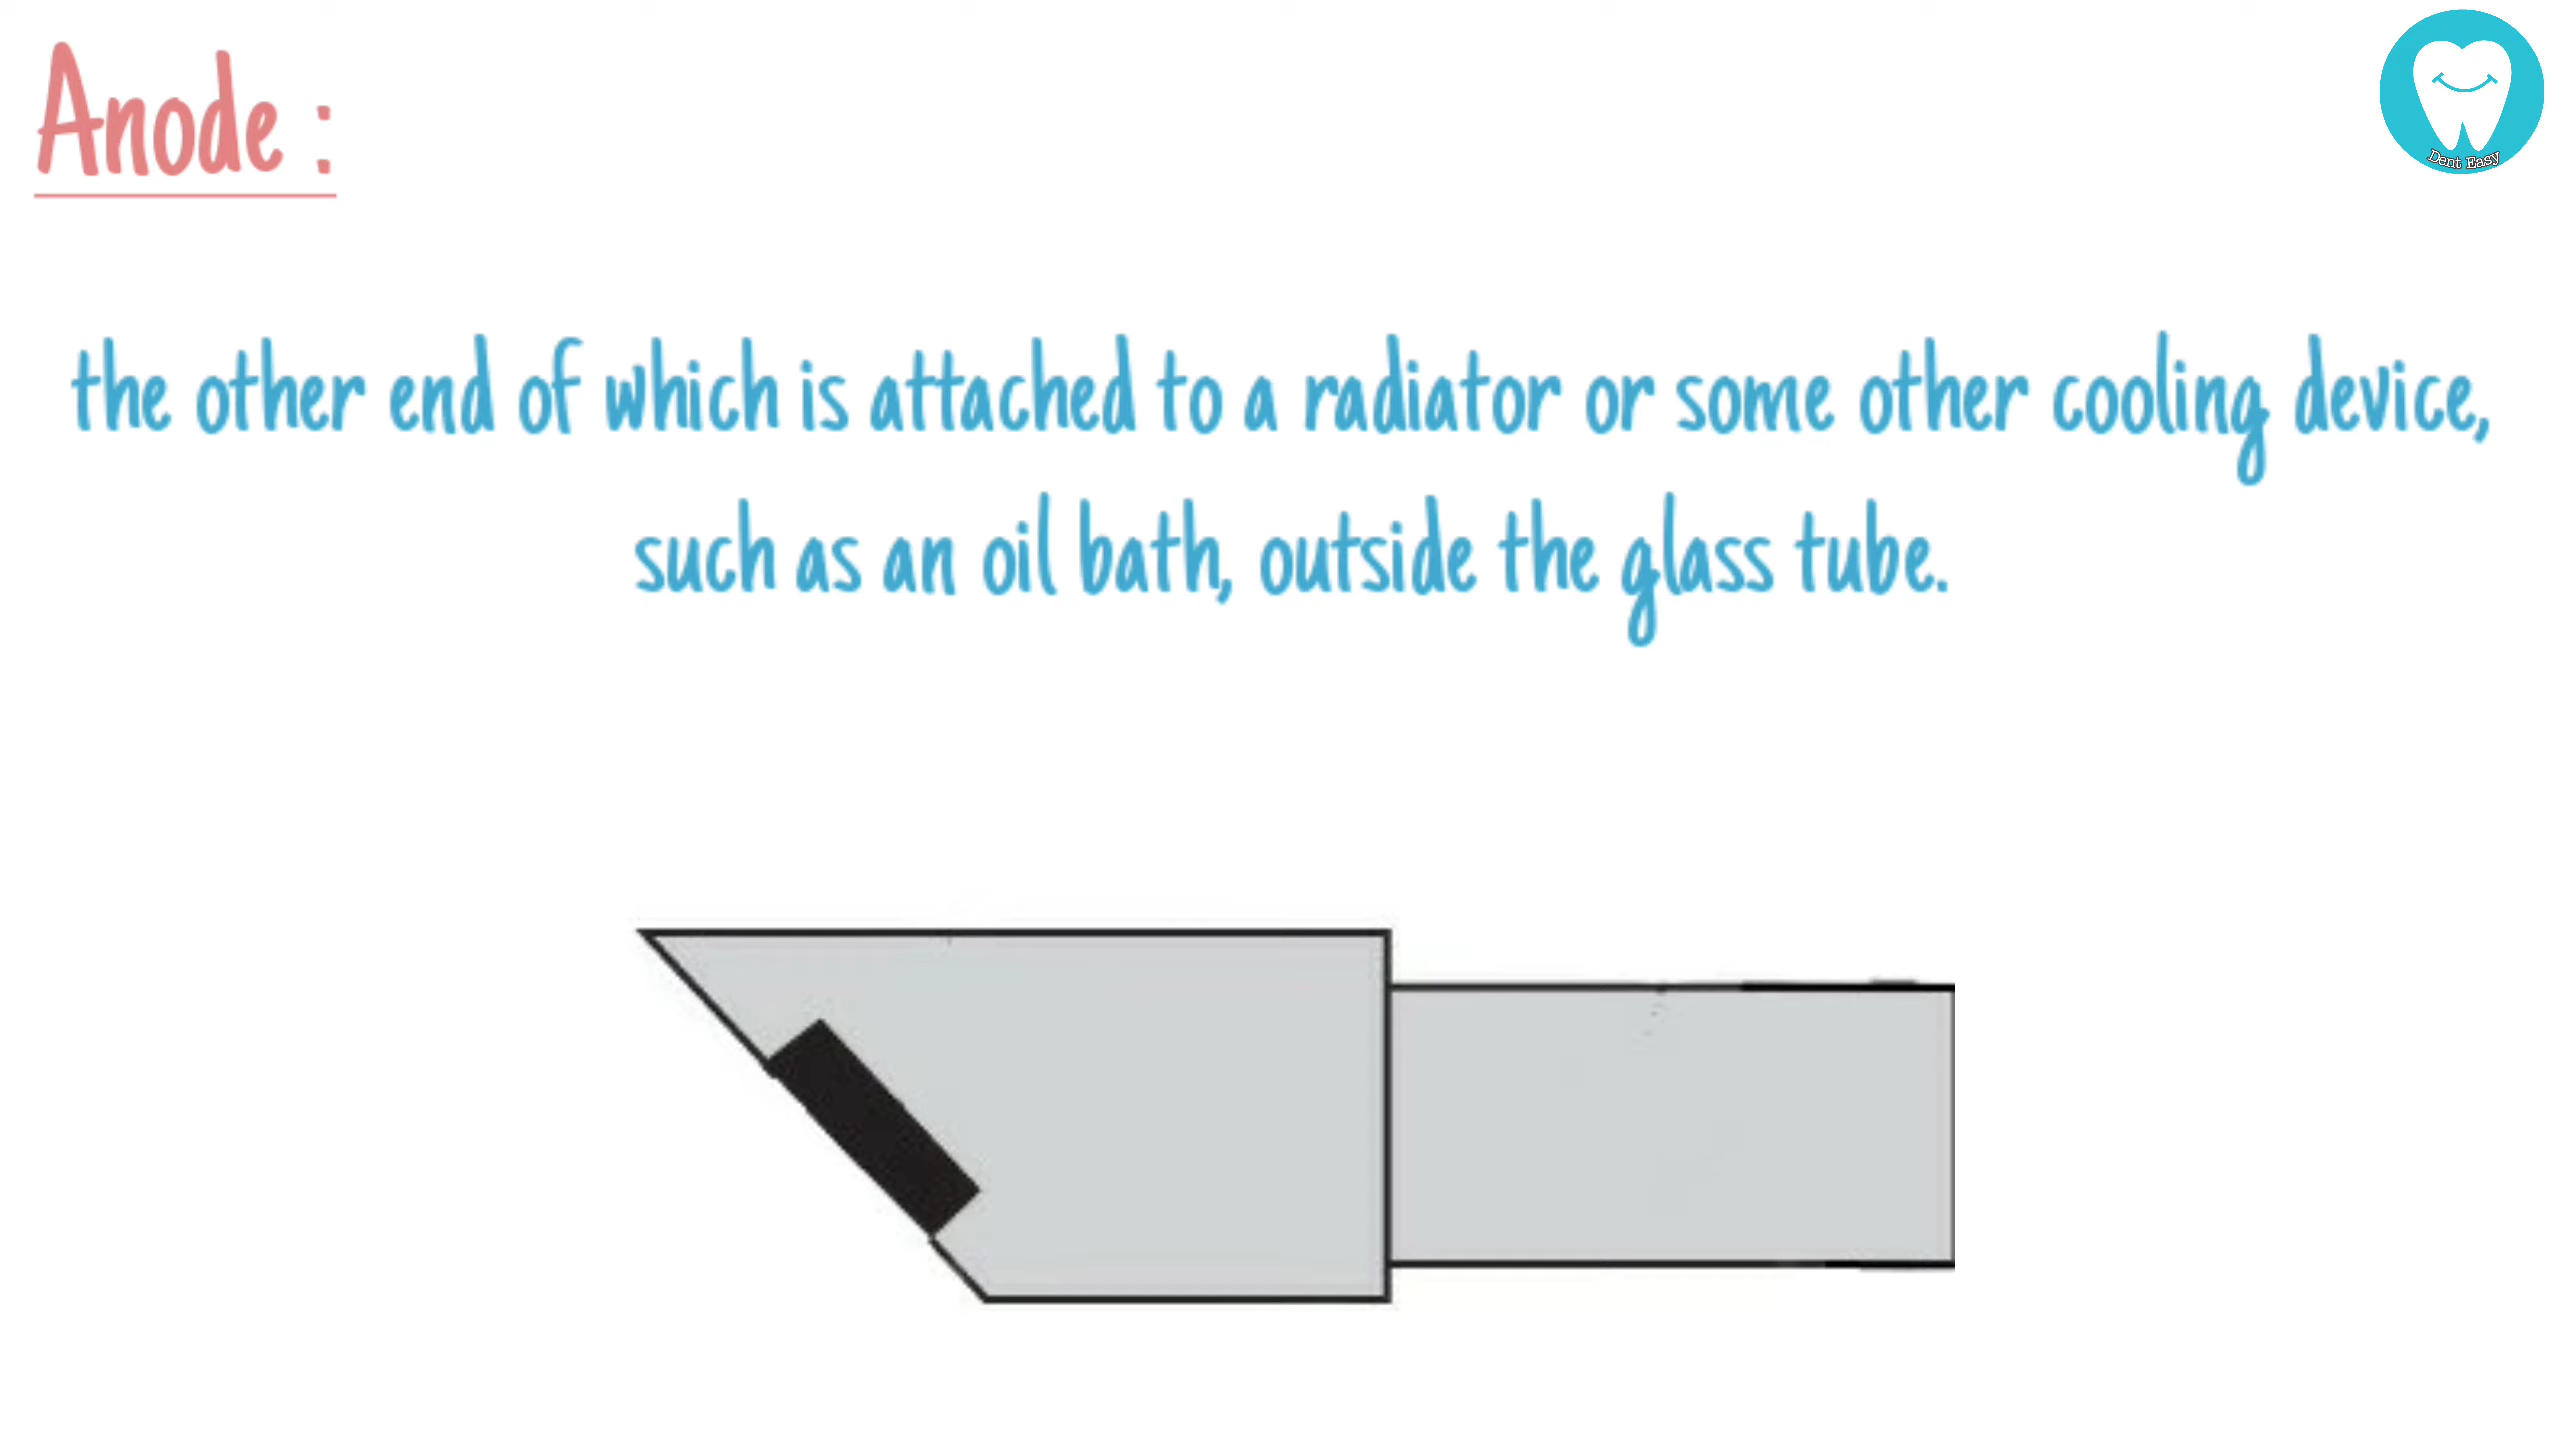 Anode :
Dent Easy
the other end of which is attached to a radiator or some other cooling device,
such as an oil bath, outside the glass tube.